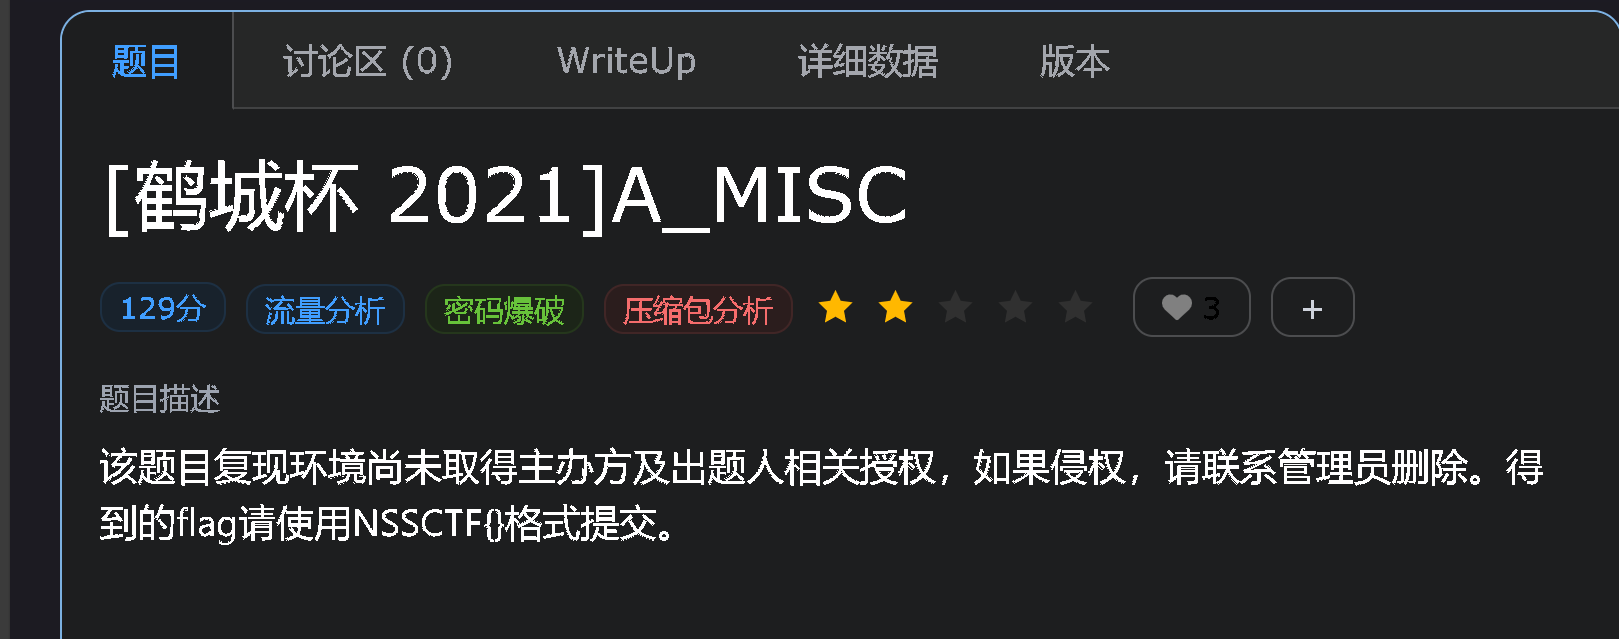 题目 讨论区 (0) WriteUp 详细数据 版本
[鹤城杯 2021]A_MISC
129分 流量分析 密码爆破 压缩包分析 3 +
题目描述
该题目复现环境尚未取得主办方及出题人相关授权，如果侵权，请联系管理员删除。得
到的flag请使用NSSCTF{}格式提交。